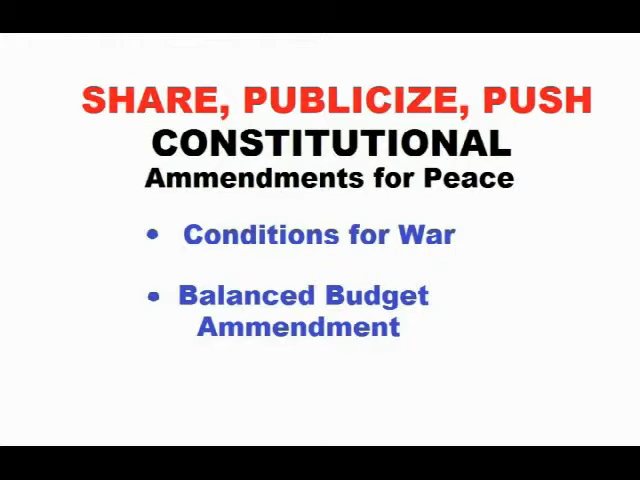 SHARE, PUBLICIZE, PUSH
CONSTITUTIONAL
Ammendments for Peace
• Conditions for War
• Balanced Budget
Ammendment